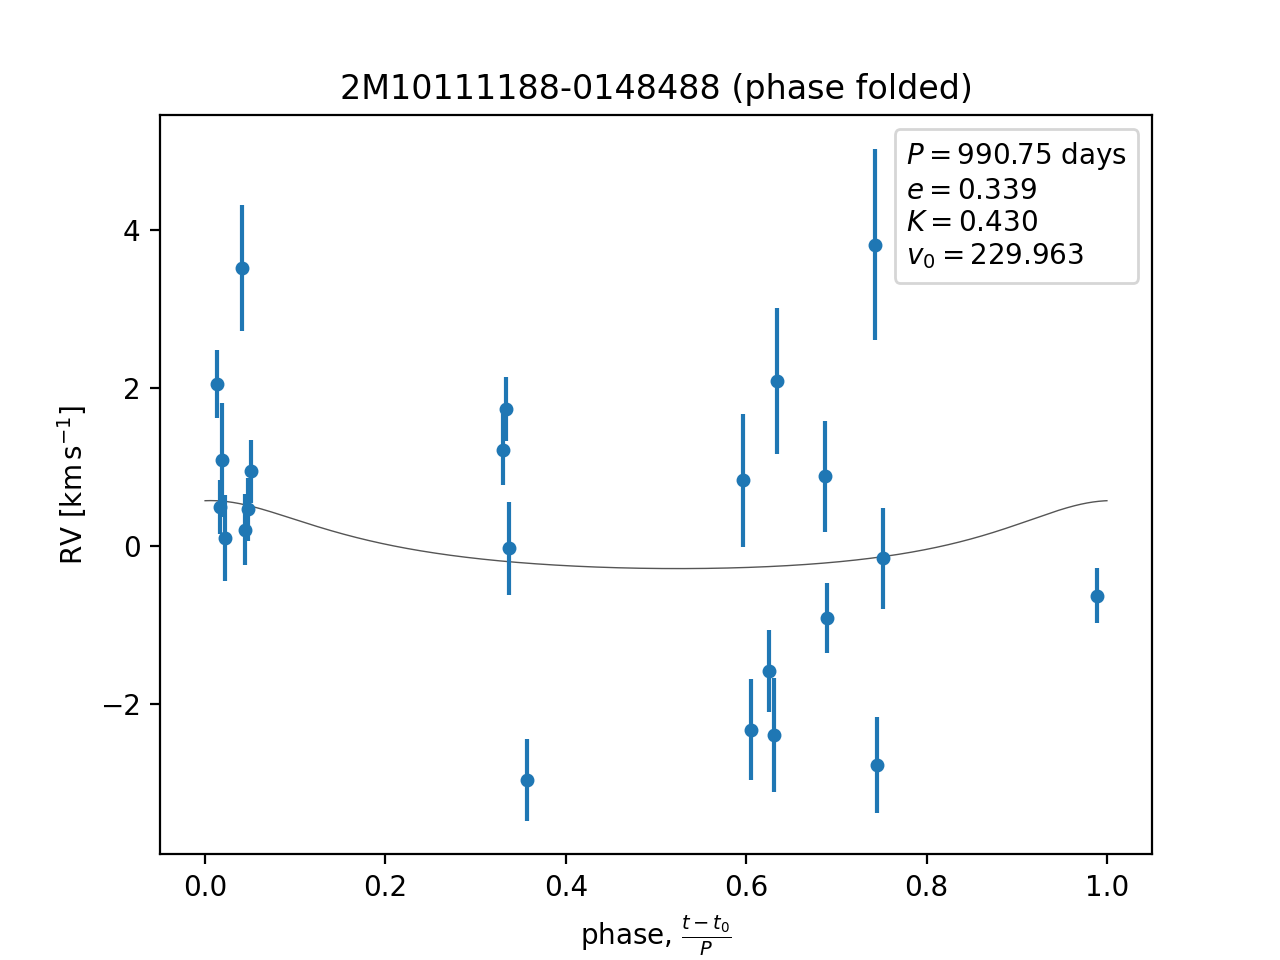 2M10111188-0148488 (phase folded)
P = 990.75 days
e = 0.339
K = 0.430
v₀ = 229.963
RV [km s⁻¹]
4
2
0
−2
0.0 0.2 0.4 0.6 0.8 1.0
phase, (t − t₀)/P